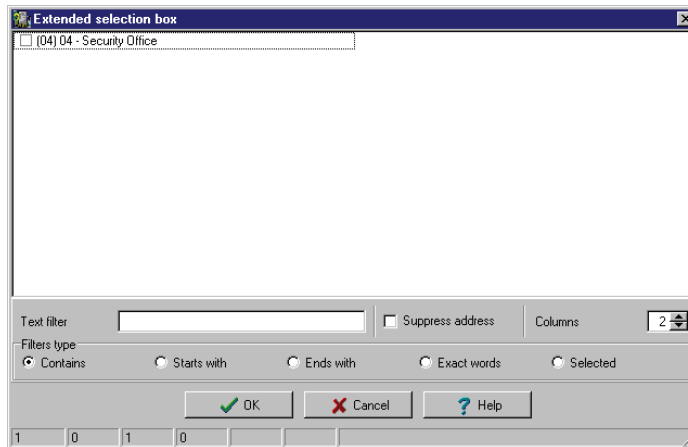 Extended selection box
(04) 04 - Security Office
Text filter
Suppress address
Columns
2
Filters type
Contains
Starts with
Ends with
Exact words
Selected
OK
Cancel
? Help
1 0 1 0